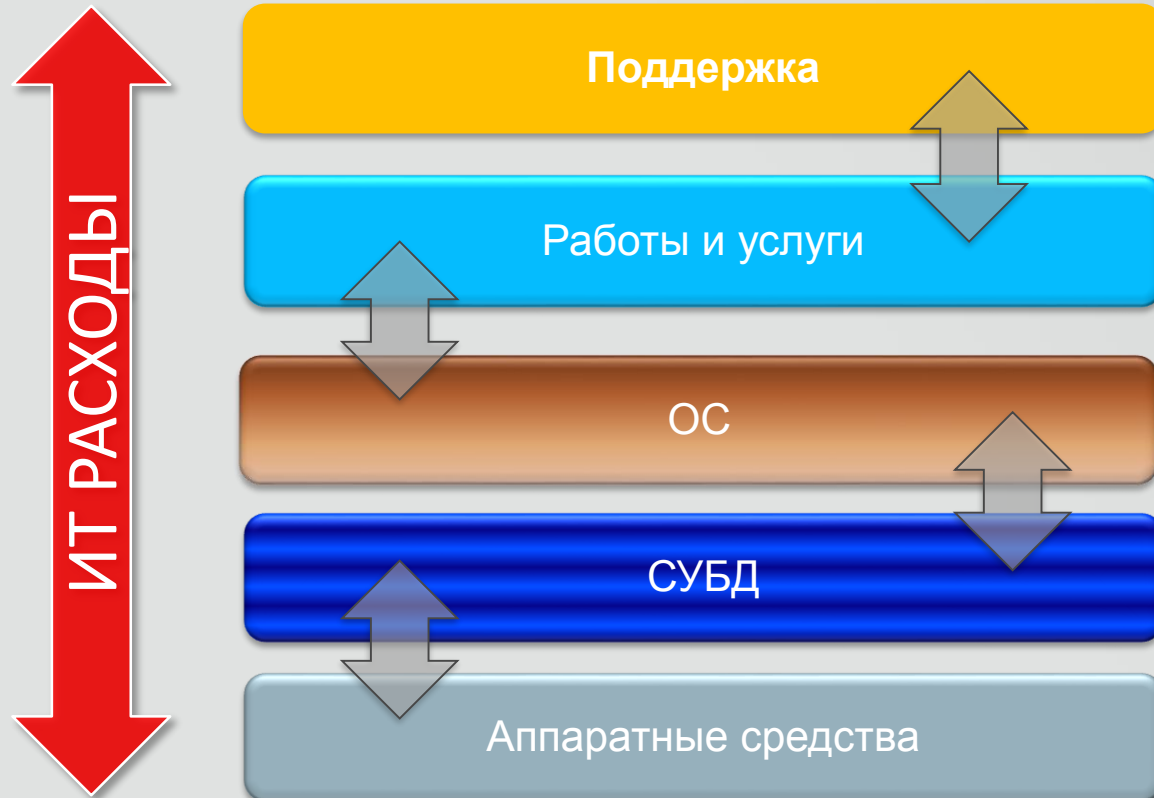 ИТ РАСХОДЫ
Поддержка
Работы и услуги
ОС
СУБД
Аппаратные средства